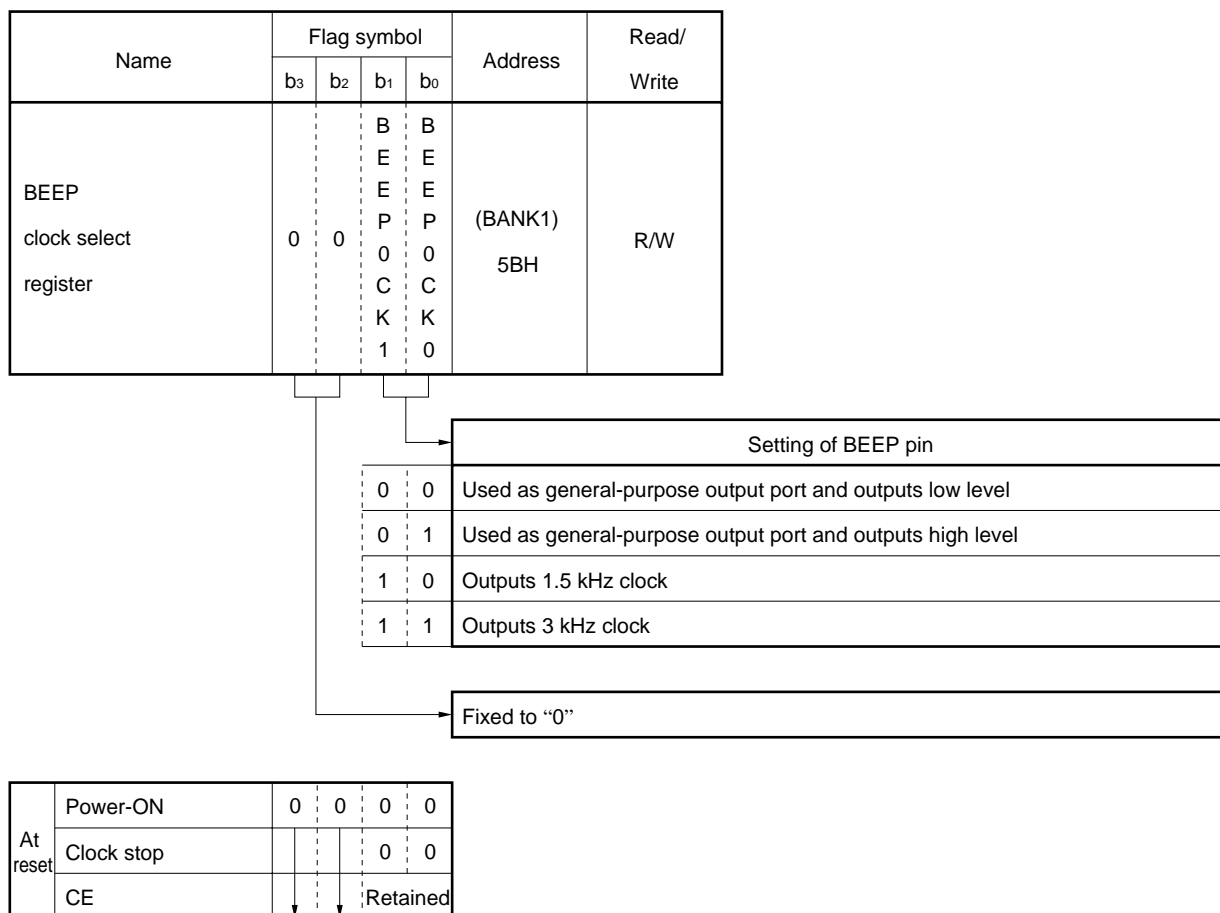 Name
Flag symbol
Address
Read/
Write
b3 b2 b1 b0
BEEP
clock select
register
0 0
BEEP0CK1
BEEP0CK0
(BANK1)
5BH
R/W
Setting of BEEP pin
0 0 Used as general-purpose output port and outputs low level
0 1 Used as general-purpose output port and outputs high level
1 0 Outputs 1.5 kHz clock
1 1 Outputs 3 kHz clock
Fixed to “0”
At
reset
Power-ON 0 0 0 0
Clock stop 0 0
CE Retained